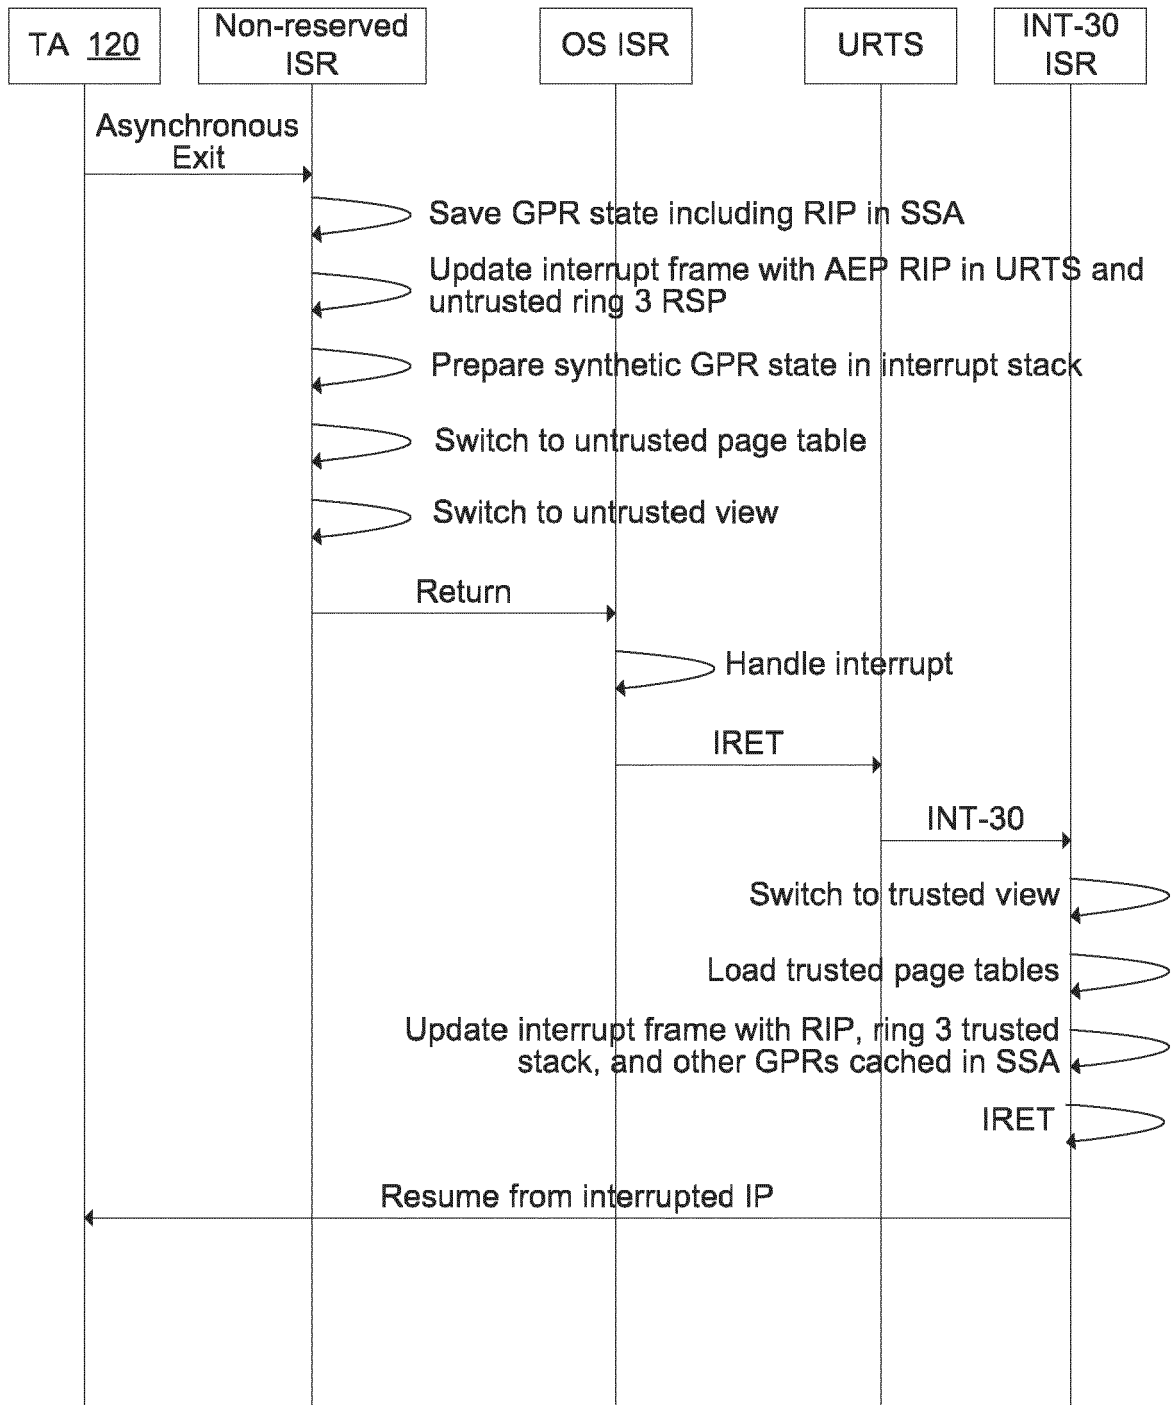 TA 120
Non-reserved
ISR
OS ISR
URTS
INT-30
ISR
Asynchronous
Exit
Save GPR state including RIP in SSA
Update interrupt frame with AEP RIP in URTS and
untrusted ring 3 RSP
Prepare synthetic GPR state in interrupt stack
Switch to untrusted page table
Switch to untrusted view
Return
Handle interrupt
IRET
INT-30
Switch to trusted view
Load trusted page tables
Update interrupt frame with RIP, ring 3 trusted
stack, and other GPRs cached in SSA
IRET
Resume from interrupted IP